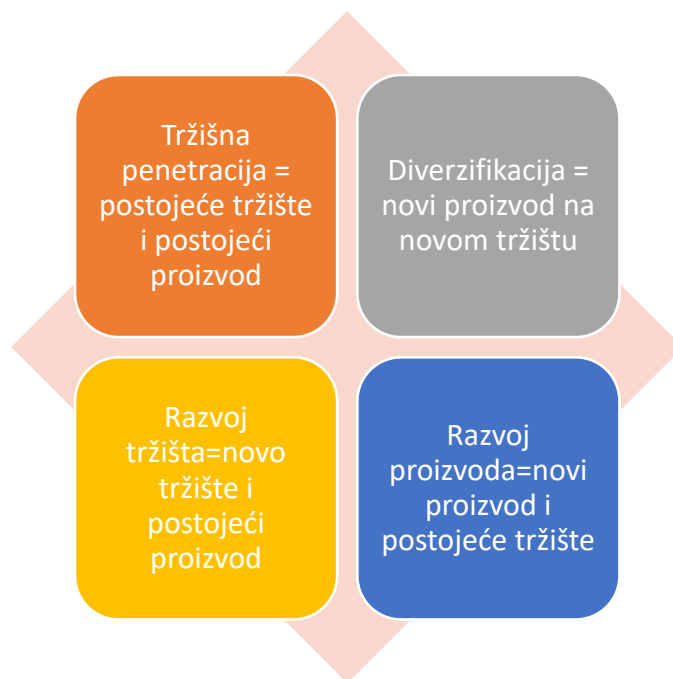 Tržišna
penetracija =
postojeće tržište
i postojeći
proizvod
Diverzifikacija =
novi proizvod na
novom tržištu
Razvoj
tržišta=novo
tržište i
postojeći
proizvod
Razvoj
proizvoda=novi
proizvod i
postojeće tržište